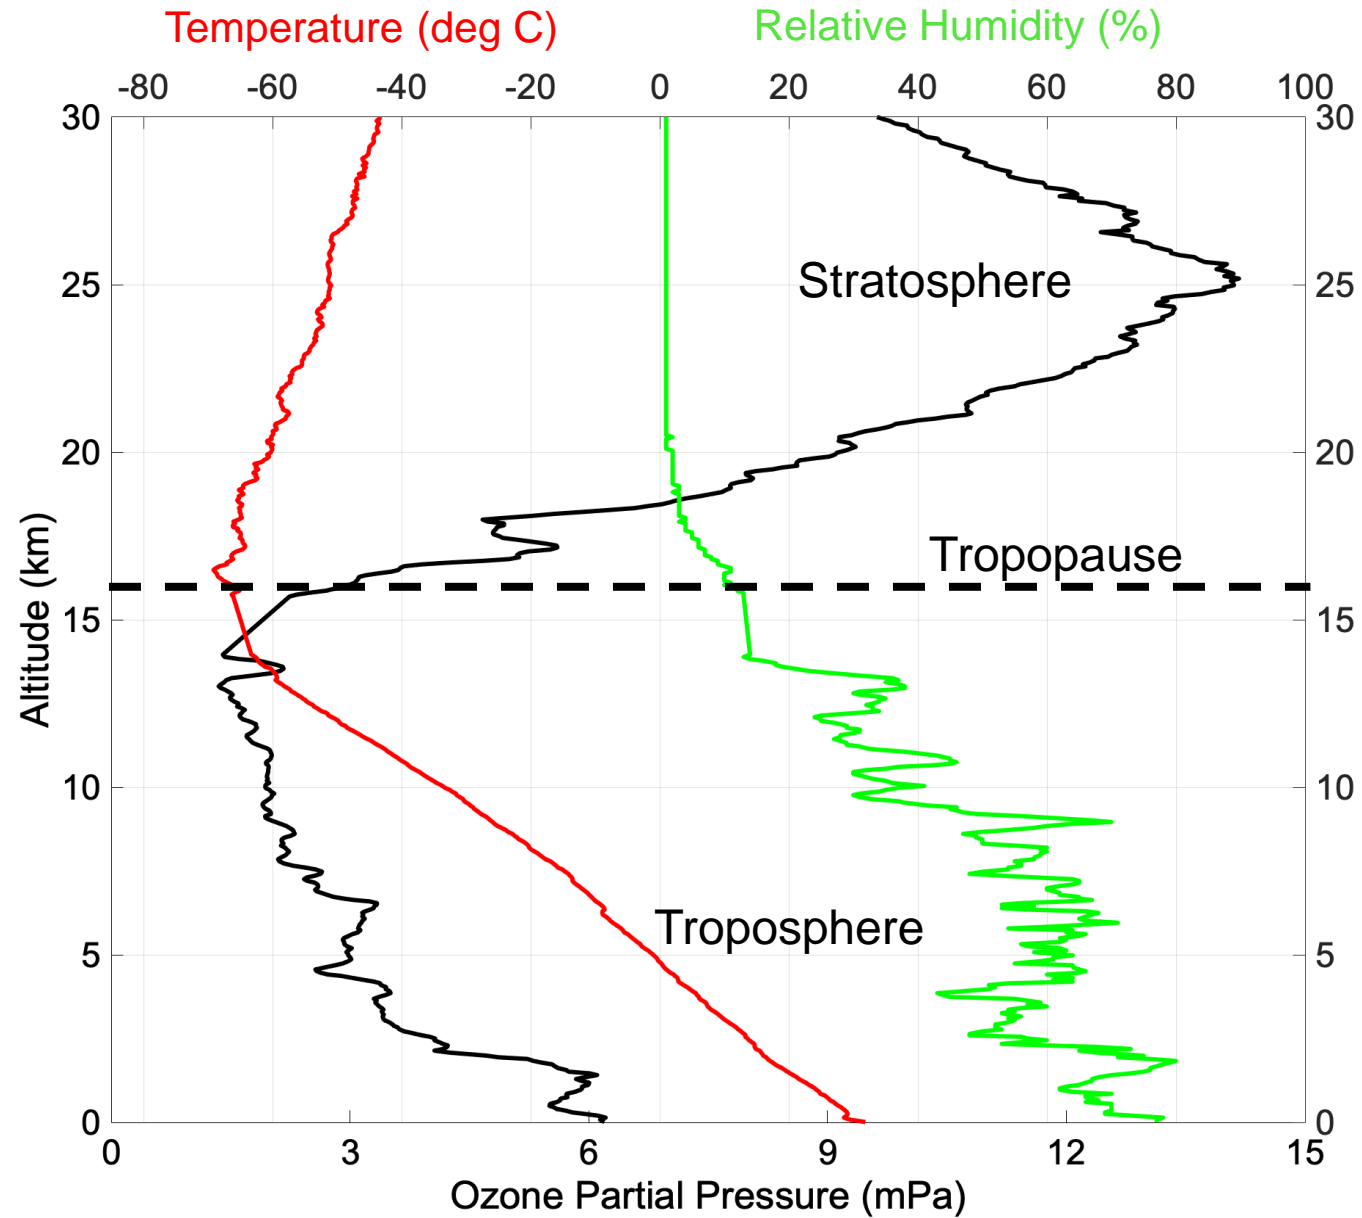 Temperature (deg C) Relative Humidity (%)
-80 -60 -40 -20 0 20 40 60 80 100
30 30
25 Stratosphere 25
20 20
Tropopause
15 15
Altitude (km)
10 10
Troposphere
5 5
0 0
0 3 6 9 12 15
Ozone Partial Pressure (mPa)